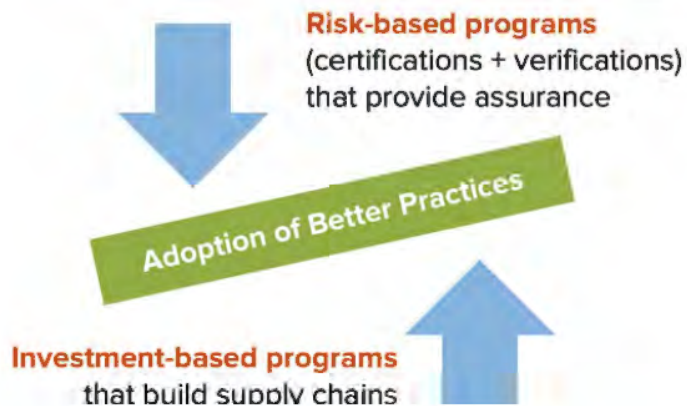 Risk-based programs
(certifications + verifications)
that provide assurance
Adoption of Better Practices
Investment-based programs
that build supply chains